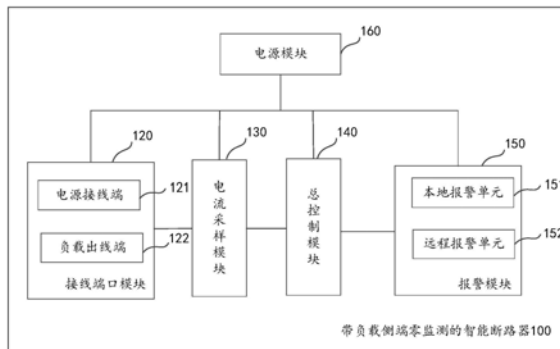 160
电源模块
120
130
140
150
电源接线端
121
负载出线端
122
接线端口模块
电流采样模块
总控制模块
本地报警单元
151
远程报警单元
152
报警模块
带负载侧端零监测的智能断路器100